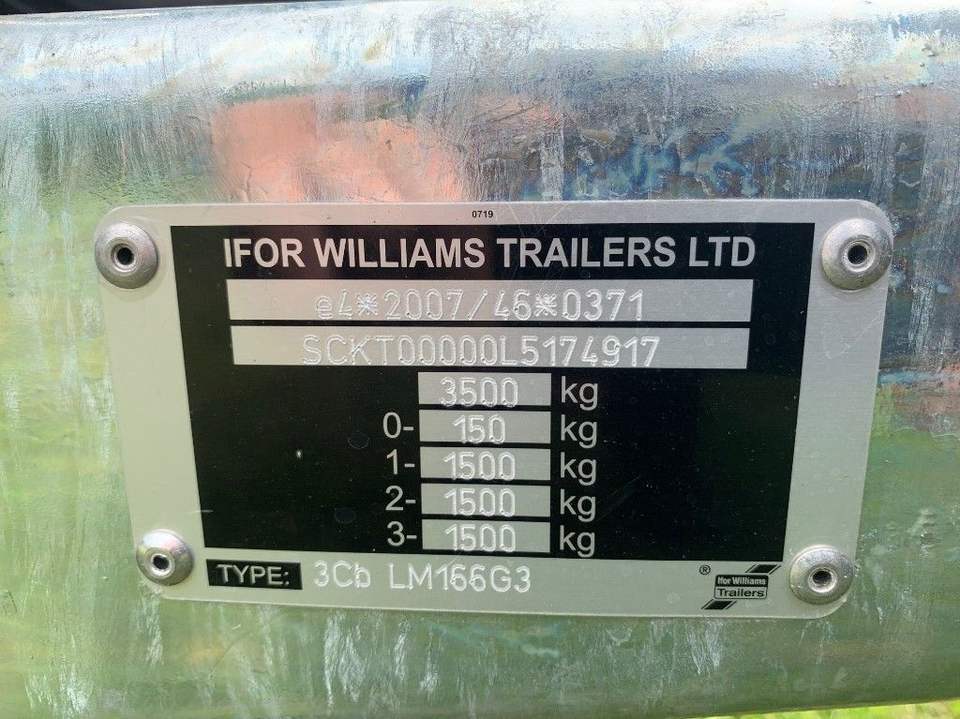 0719
IFOR WILLIAMS TRAILERS LTD
e4*2007/46*0371
SCKT00000L5174917
3500 kg
0- 150 kg
1- 1500 kg
2- 1500 kg
3- 1500 kg
TYPE: 3Cb LM166G3
® Ifor Williams
Trailers